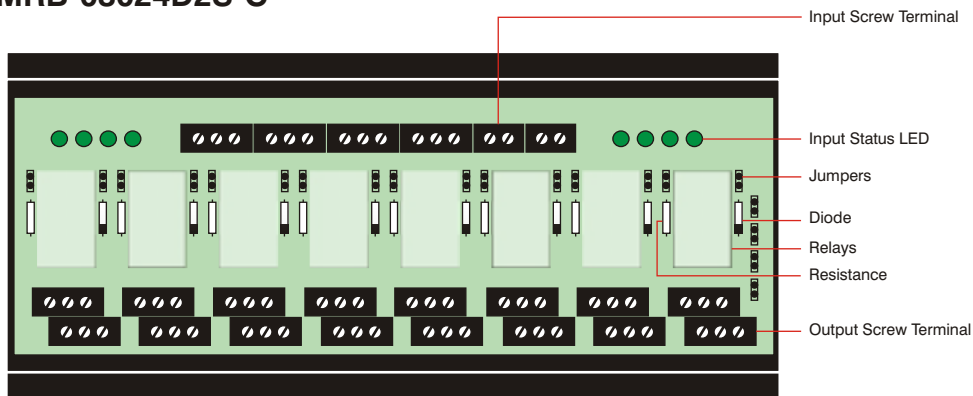 Input Screw Terminal
Input Status LED
Jumpers
Diode
Relays
Resistance
Output Screw Terminal